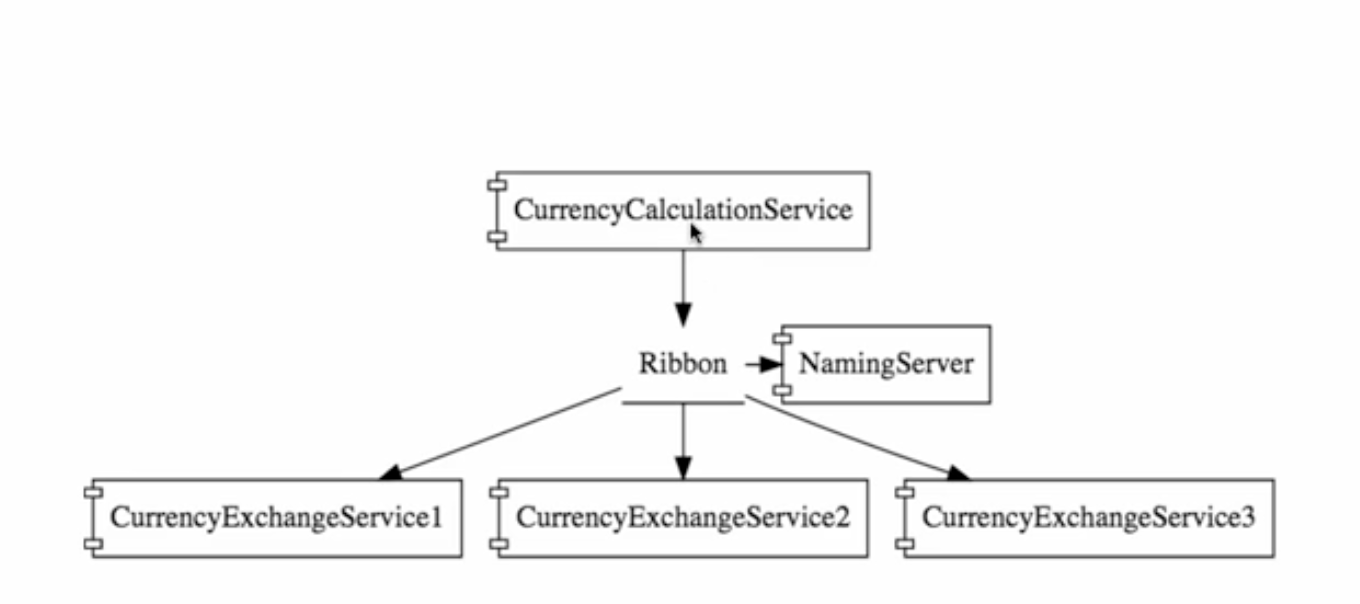 CurrencyCalculationService
Ribbon
NamingServer
CurrencyExchangeService1
CurrencyExchangeService2
CurrencyExchangeService3